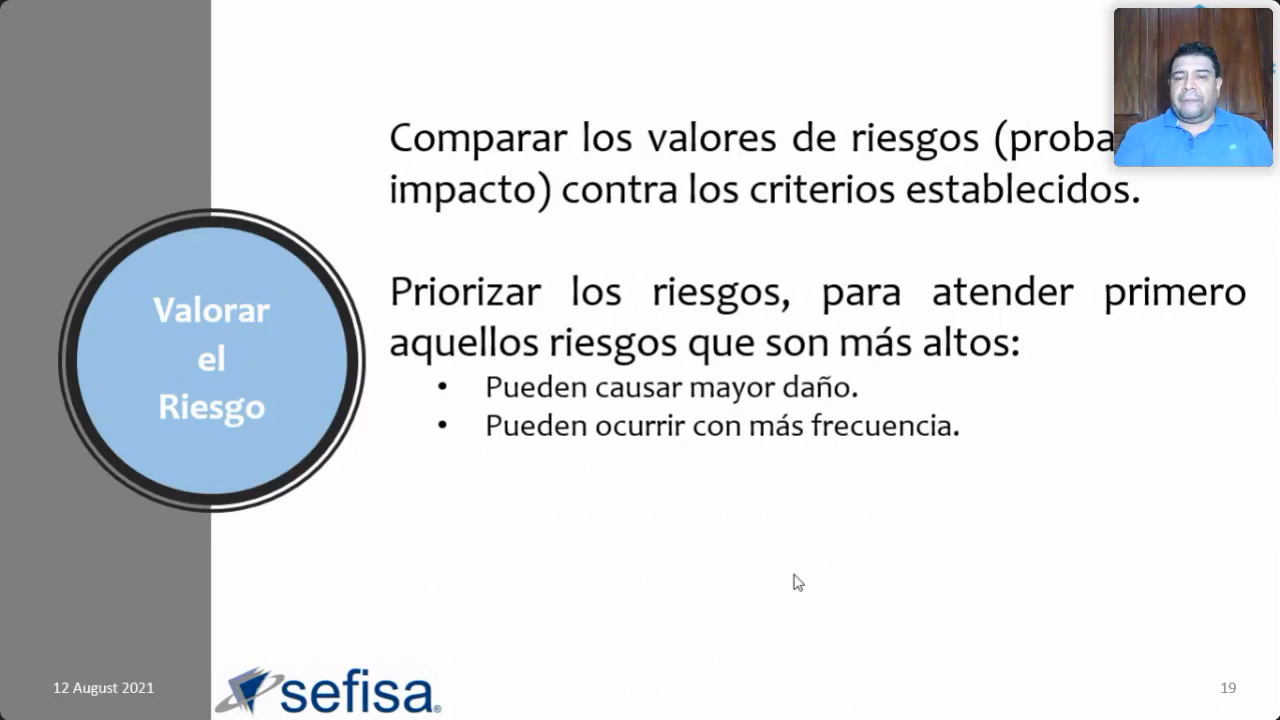 Comparar los valores de riesgos (proba
impacto) contra los criterios establecidos.
Priorizar los riesgos, para atender primero
aquellos riesgos que son más altos:
• Pueden causar mayor daño.
• Pueden ocurrir con más frecuencia.
Valorar
el
Riesgo
12 August 2021
sefisa®
19